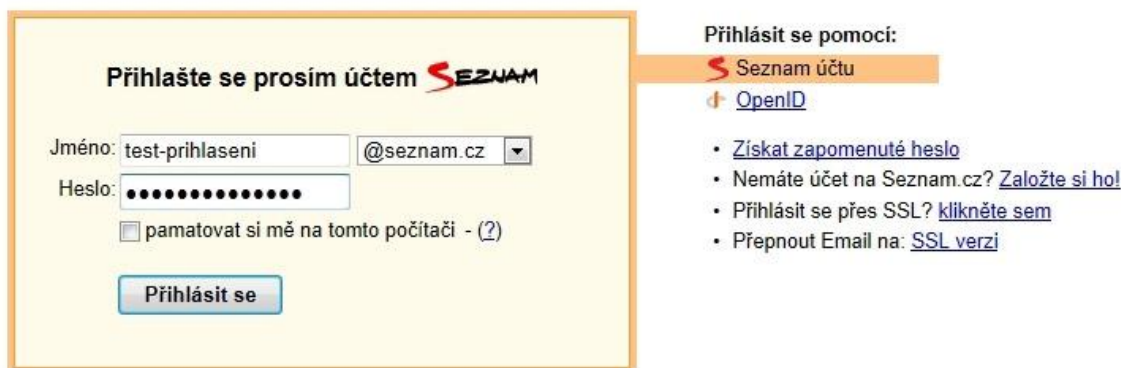 Přihlašte se prosím účtem SEZNAM
Jméno: test-prihlaseni @seznam.cz
Heslo: ●●●●●●●●●●●●●●
pamatovat si mě na tomto počítači - (?)
Přihlásit se
Přihlásit se pomocí:
Seznam účtu
OpenID
• Získat zapomenuté heslo
• Nemáte účet na Seznam.cz? Založte si ho!
• Přihlásit se přes SSL? klikněte sem
• Přepnout Email na: SSL verzi